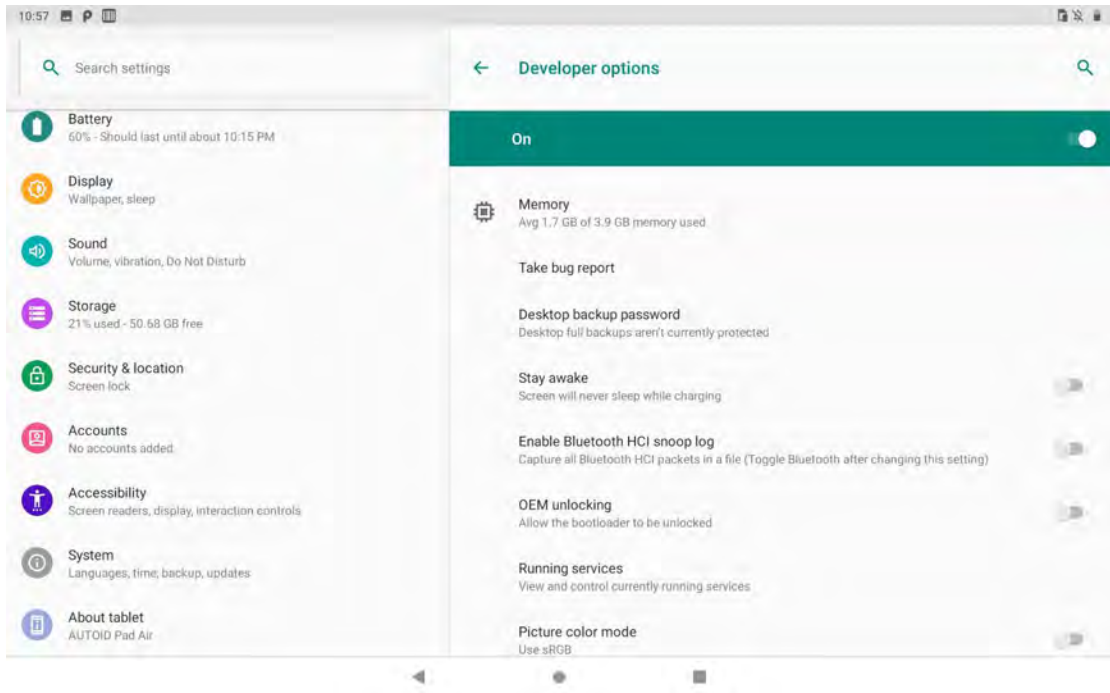 10:57
Search settings
Battery
60% - Should last until about 10:15 PM
Display
Wallpaper, sleep
Sound
Volume, vibration, Do Not Disturb
Storage
21% used - 50.68 GB free
Security & location
Screen lock
Accounts
No accounts added
Accessibility
Screen readers, display, interaction controls
System
Languages, time, backup, updates
About tablet
AUTOID Pad Air
Developer options
On
Memory
Avg 1.7 GB of 3.9 GB memory used
Take bug report
Desktop backup password
Desktop full backups aren't currently protected
Stay awake
Screen will never sleep while charging
Enable Bluetooth HCI snoop log
Capture all Bluetooth HCI packets in a file (Toggle Bluetooth after changing this setting)
OEM unlocking
Allow the bootloader to be unlocked
Running services
View and control currently running services
Picture color mode
Use sRGB